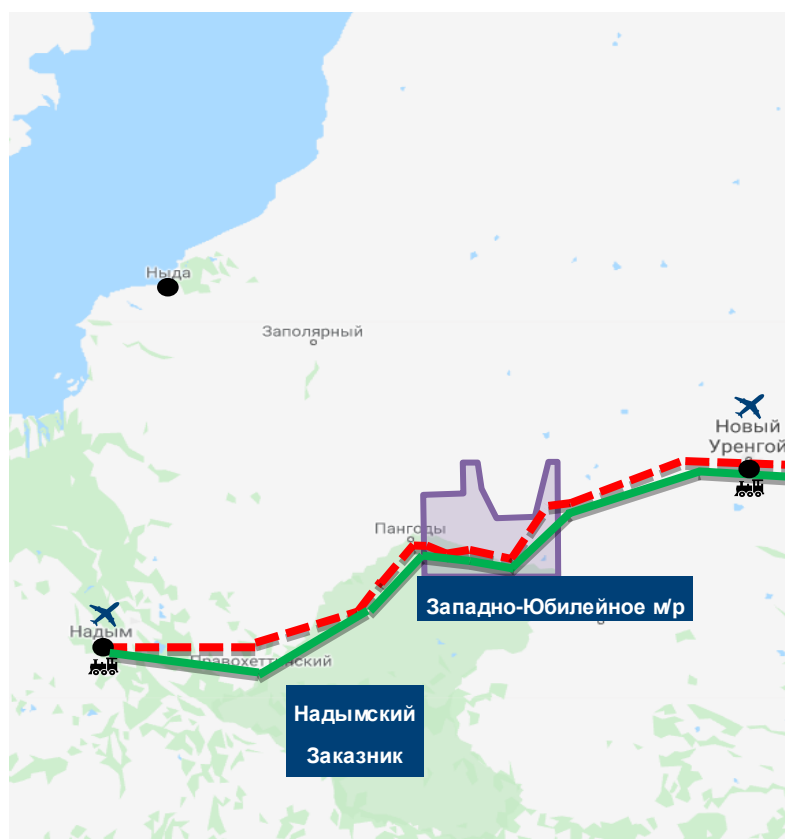 Ныда
Заполярный
Новый
Уренгой
Пангоды
Западно-Юбилейное м/р
Надым
Правохеттинский
Надымский
Заказник